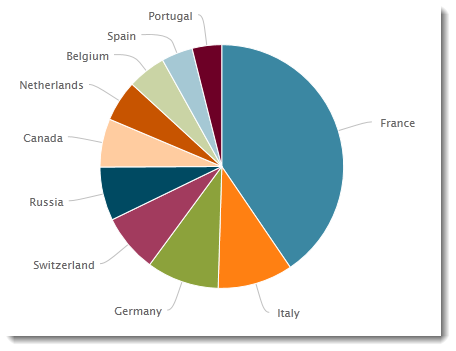 Portugal
Spain
Belgium
Netherlands
Canada
Russia
Switzerland
Germany
Italy
France